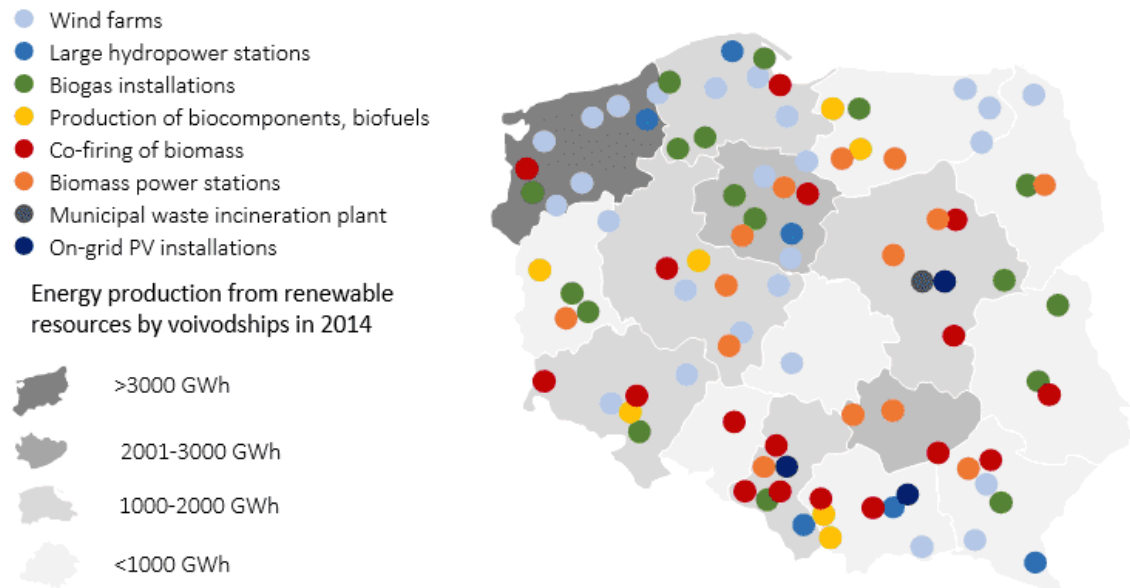 Wind farms
Large hydropower stations
Biogas installations
Production of biocomponents, biofuels
Co-firing of biomass
Biomass power stations
Municipal waste incineration plant
On-grid PV installations
Energy production from renewable
resources by voivodships in 2014
>3000 GWh
2001-3000 GWh
1000-2000 GWh
<1000 GWh